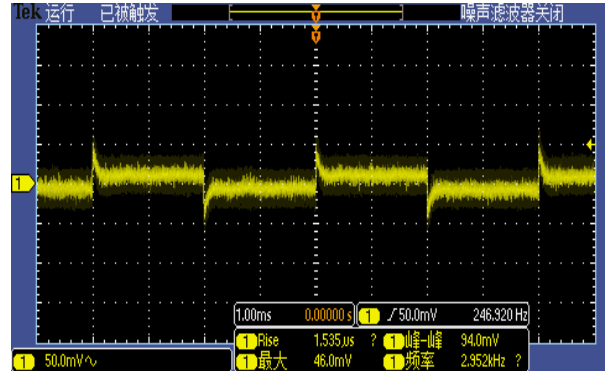 Tek 运行 已被触发 噪声滤波器关闭
1
1.00ms 0.00000 s 1 50.0mV 246.920 Hz
1 Rise 1.535µs ? 1 峰-峰 94.0mV
1 50.0mV 1 最大 46.0mV 1 频率 2.952kHz ?